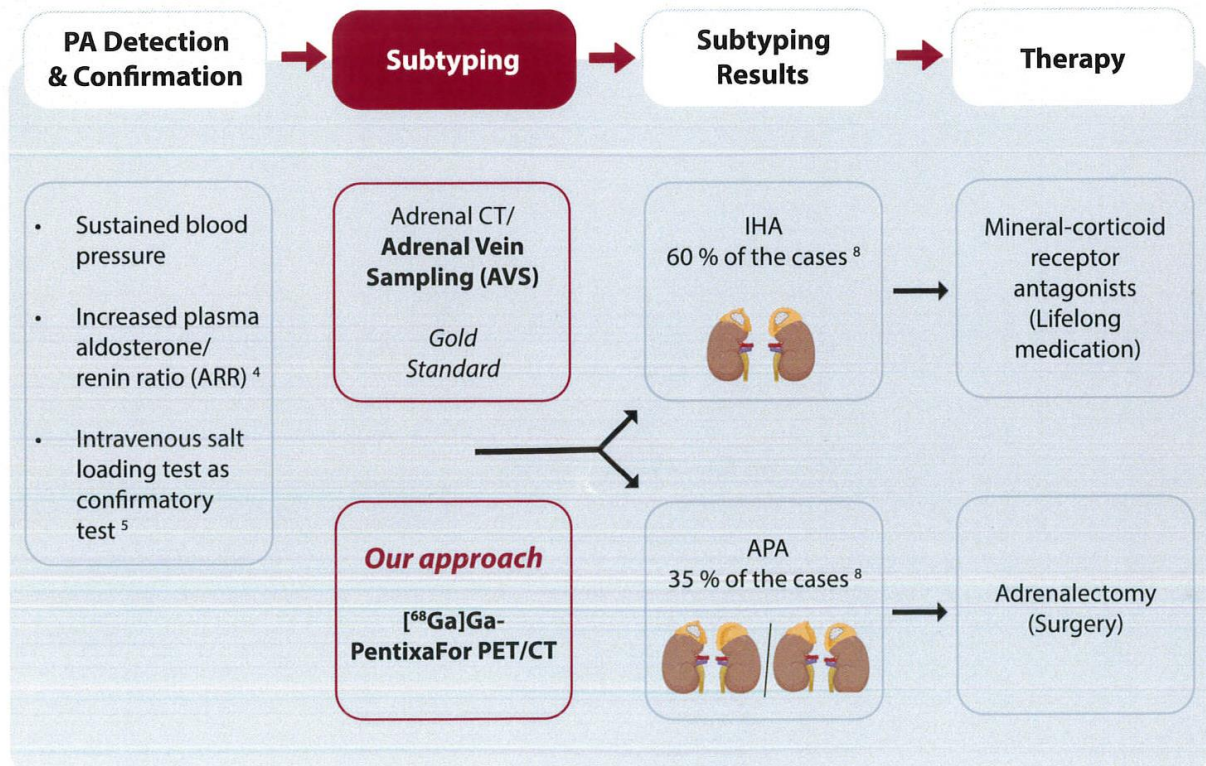 PA Detection
& Confirmation
Subtyping
Subtyping
Results
Therapy
• Sustained blood
pressure
• Increased plasma
aldosterone/
renin ratio (ARR) ⁴
• Intravenous salt
loading test as
confirmatory
test ⁵
Adrenal CT/
Adrenal Vein
Sampling (AVS)
Gold
Standard
Our approach
[⁶⁸Ga]Ga-
PentixaFor PET/CT
IHA
60 % of the cases ⁸
APA
35 % of the cases ⁸
Mineral-corticoid
receptor
antagonists
(Lifelong
medication)
Adrenalectomy
(Surgery)